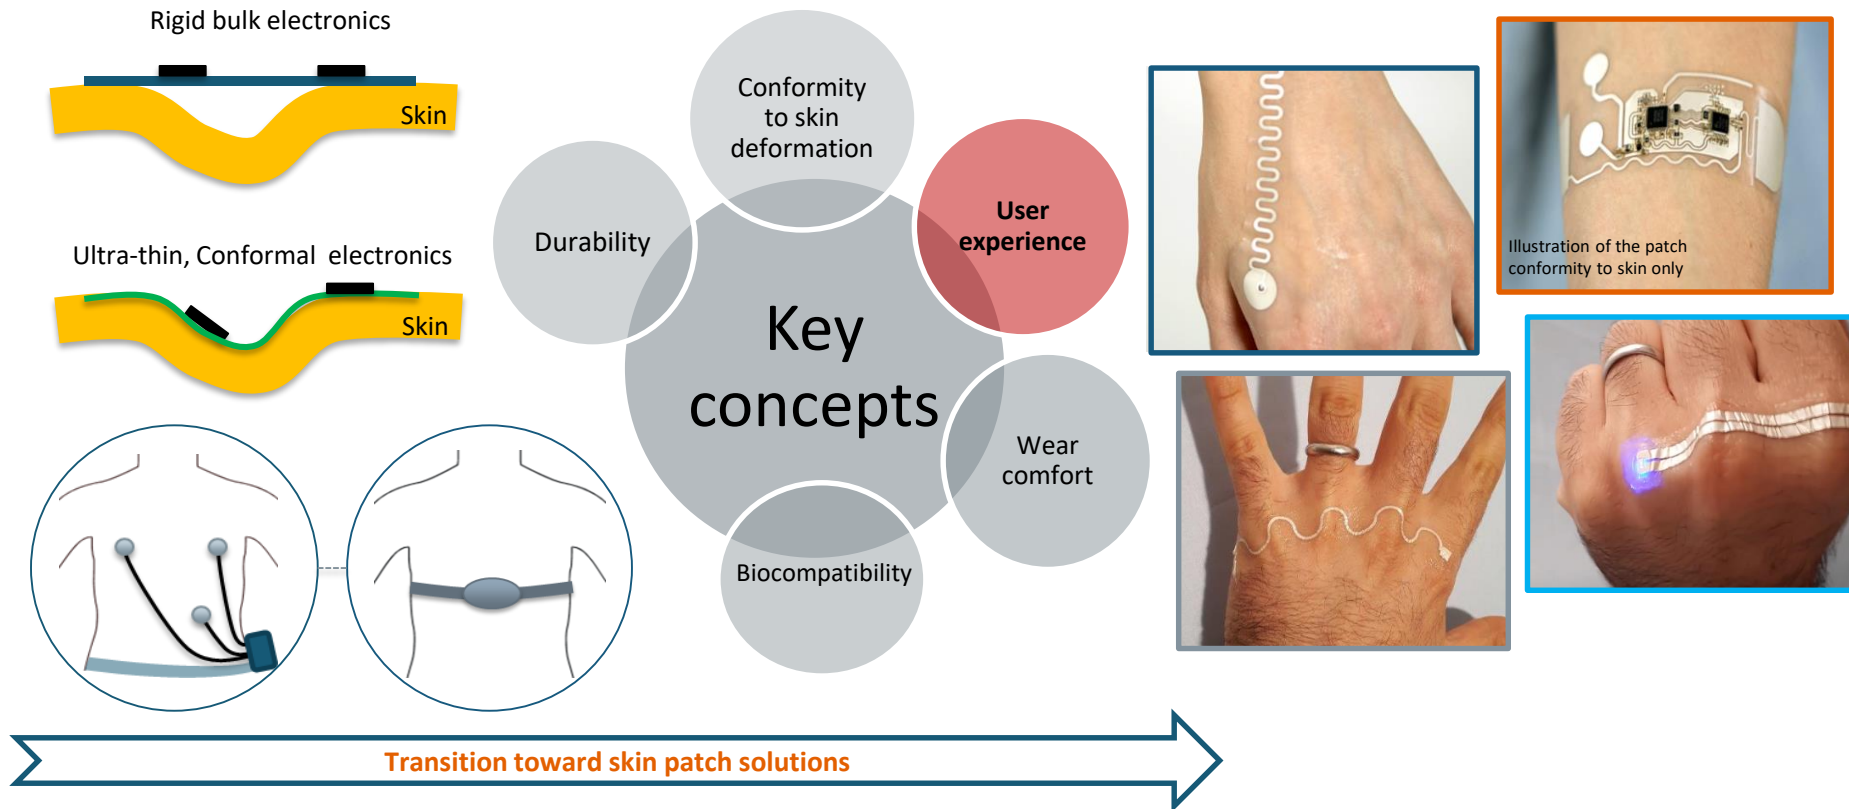 Rigid bulk electronics
Skin
Ultra-thin, Conformal electronics
Skin
Conformity
to skin
deformation
User
experience
Durability
Key
concepts
Wear
comfort
Biocompatibility
Illustration of the patch
conformity to skin only
Transition toward skin patch solutions